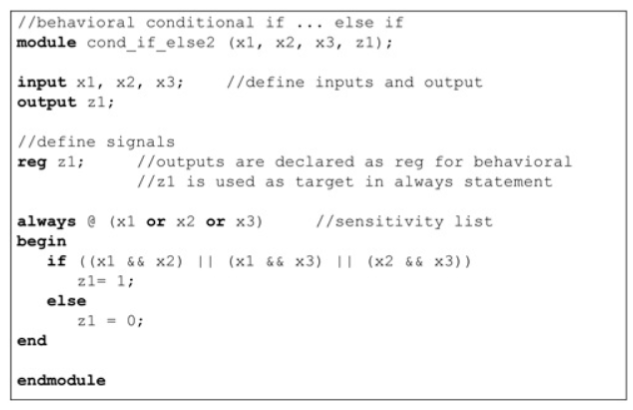 //behavioral conditional if ... else if
module cond_if_else2 (x1, x2, x3, z1);
input x1, x2, x3; //define inputs and output
output z1;
//define signals
reg z1; //outputs are declared as reg for behavioral
//z1 is used as target in always statement
always @ (x1 or x2 or x3) //sensitivity list
begin
if ((x1 && x2) || (x1 && x3) || (x2 && x3))
z1= 1;
else
z1 = 0;
end
endmodule